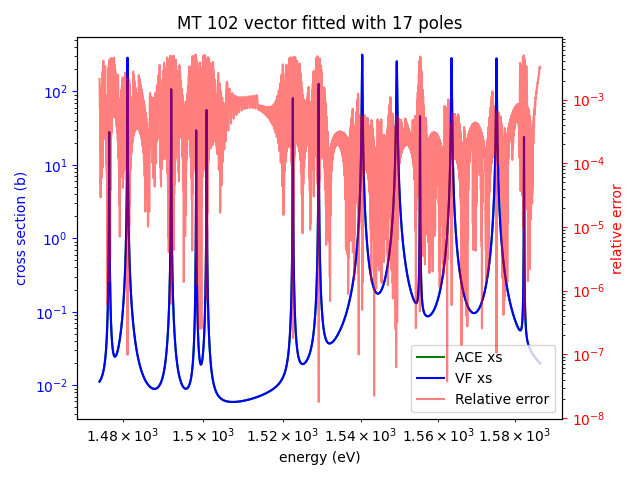 MT 102 vector fitted with 17 poles
cross section (b)
10²
10¹
10⁰
10⁻¹
10⁻²
10⁻³
10⁻⁴
10⁻⁵
10⁻⁶
10⁻⁷
10⁻⁸
relative error
ACE xs
VF xs
Relative error
1.48 × 10³ 1.5 × 10³ 1.52 × 10³ 1.54 × 10³ 1.56 × 10³ 1.58 × 10³
energy (eV)